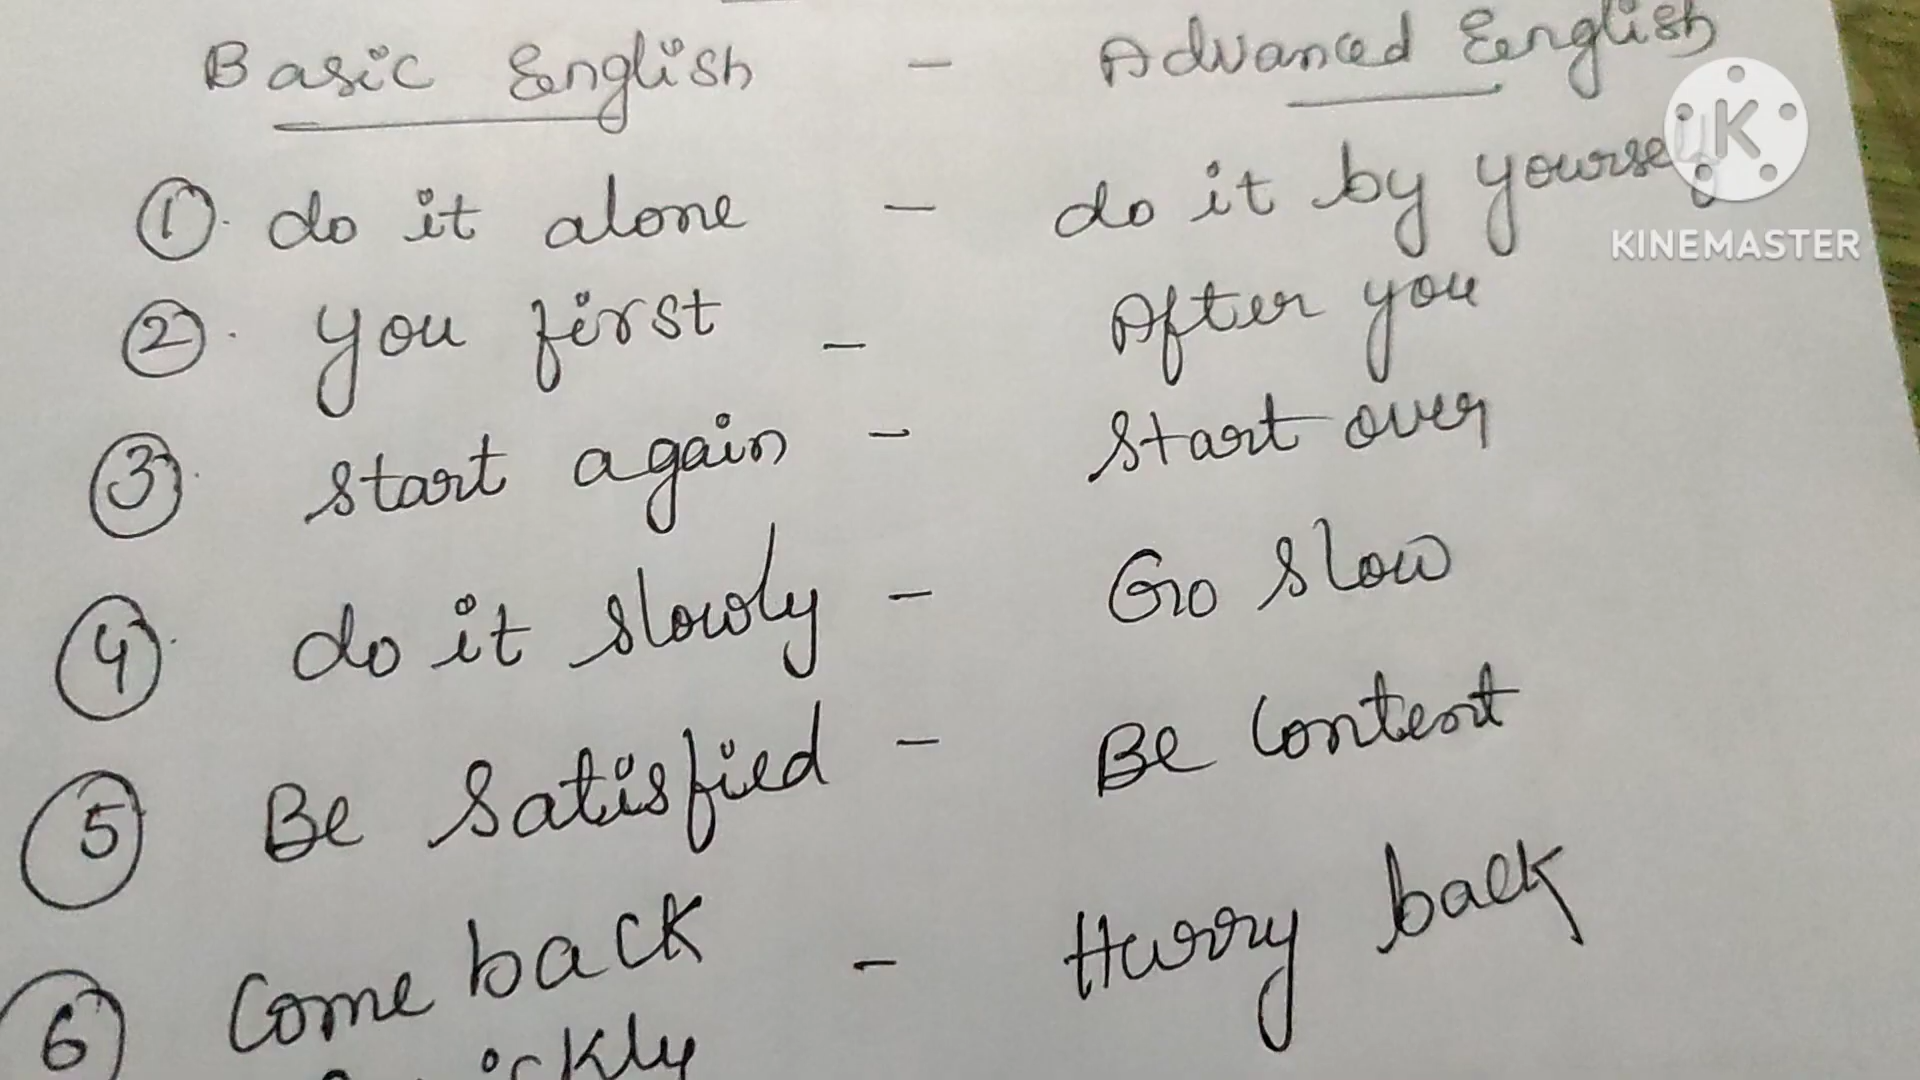 Basic English - Advanced English
① do it alone - do it by yourself
② you first - After you
③ start again - start over
④ do it slowly - Go slow
⑤ Be satisfied - Be content
⑥ Come back - Hurry back
quickly
K
KINEMASTER